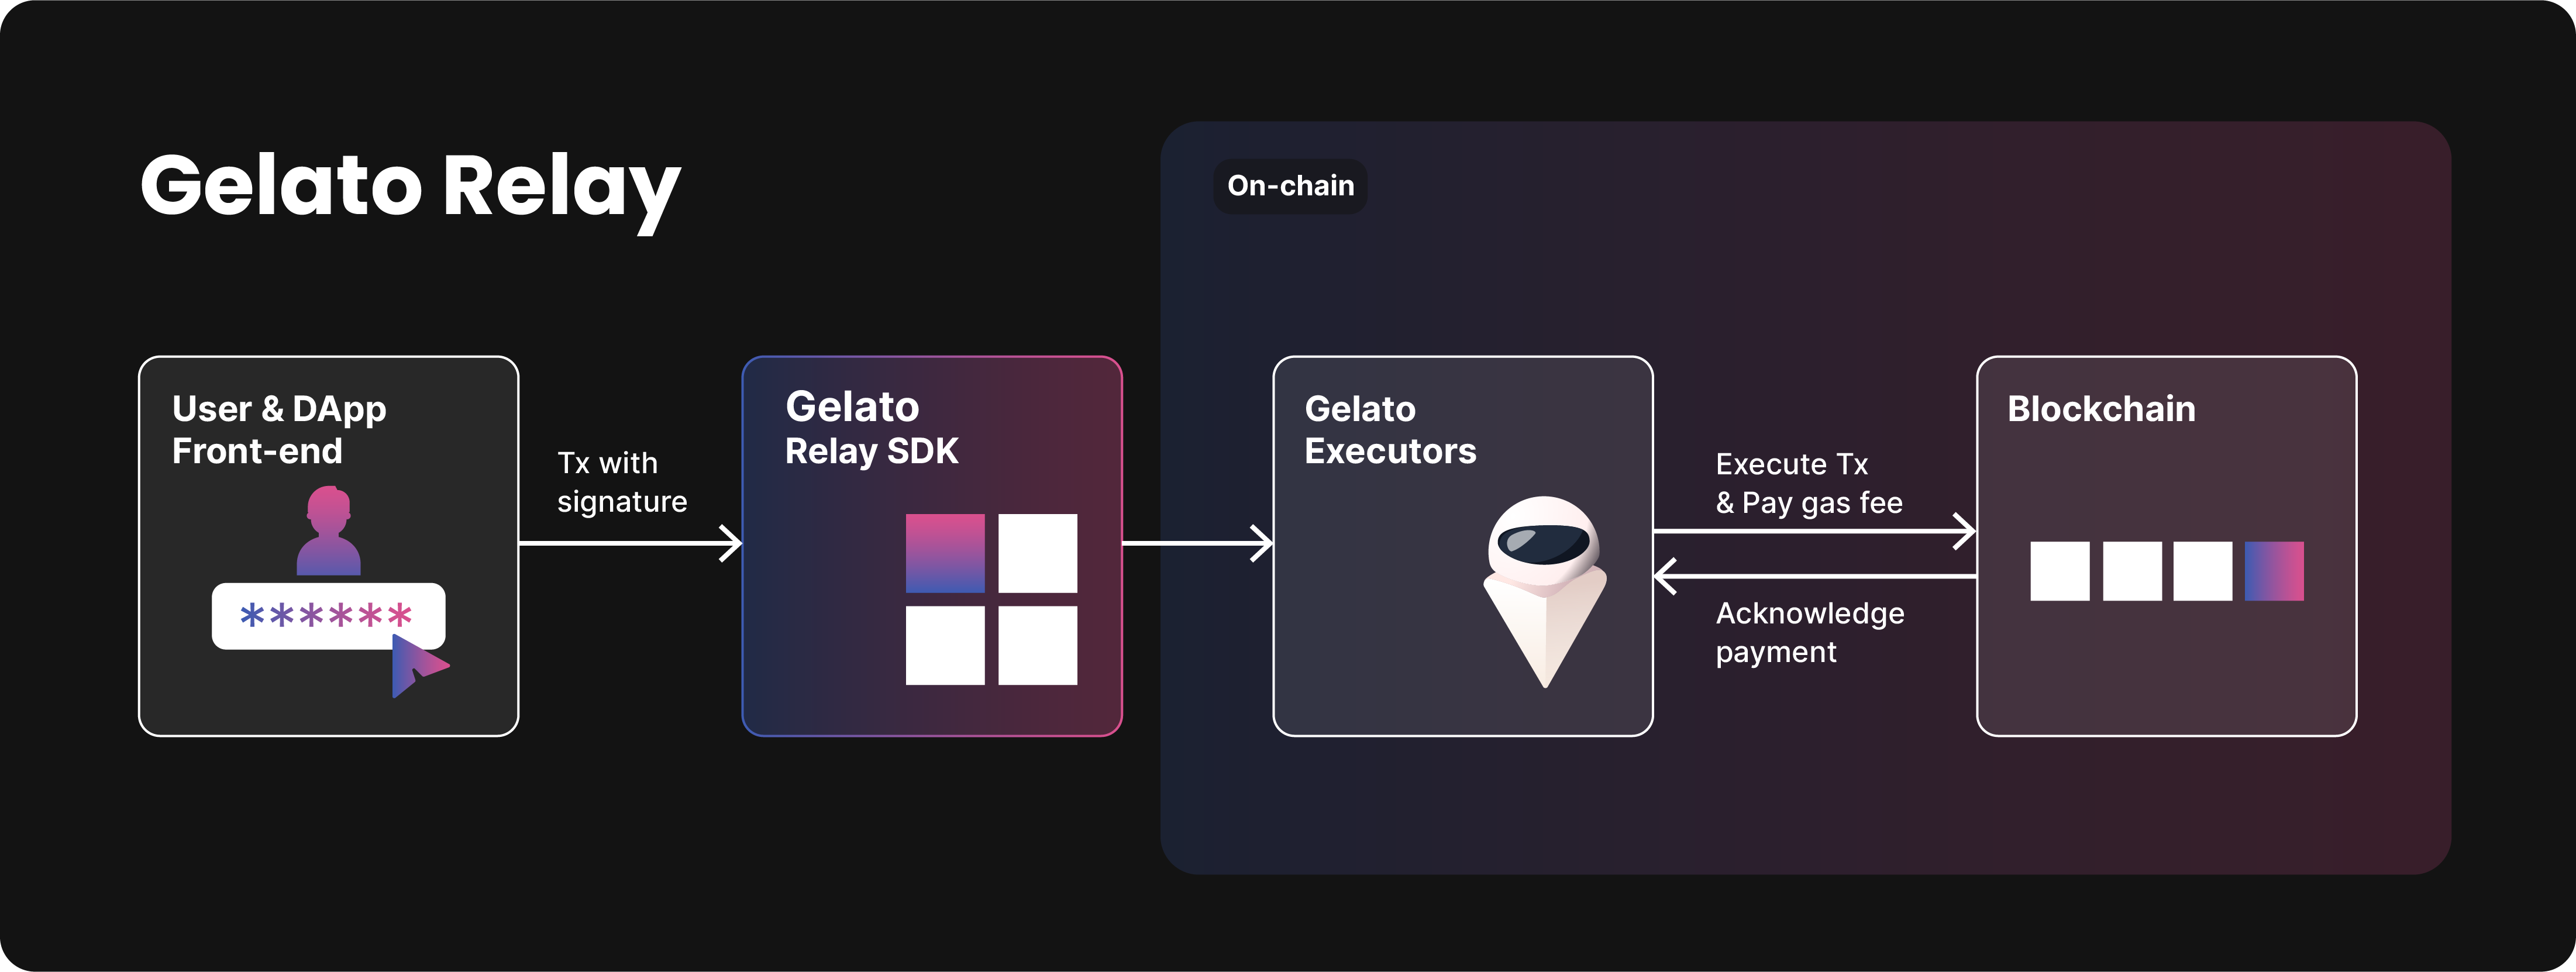 Gelato Relay
On-chain
User & DApp
Front-end
******
Tx with
signature
Gelato
Relay SDK
Gelato
Executors
Execute Tx
& Pay gas fee
Acknowledge
payment
Blockchain